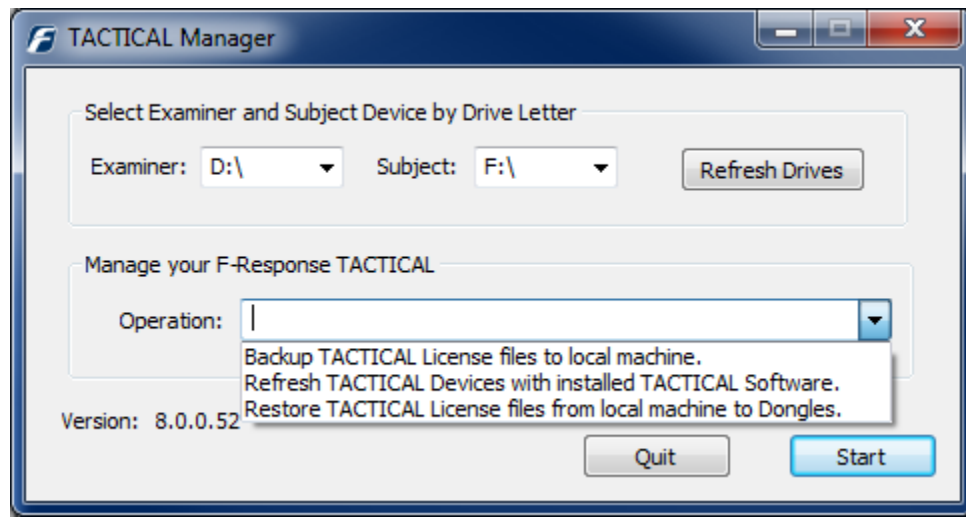 TACTICAL Manager
Select Examiner and Subject Device by Drive Letter
Examiner: D:\ Subject: F:\ Refresh Drives
Manage your F-Response TACTICAL
Operation:
Backup TACTICAL License files to local machine.
Refresh TACTICAL Devices with installed TACTICAL Software.
Restore TACTICAL License files from local machine to Dongles.
Version: 8.0.0.52
Quit Start